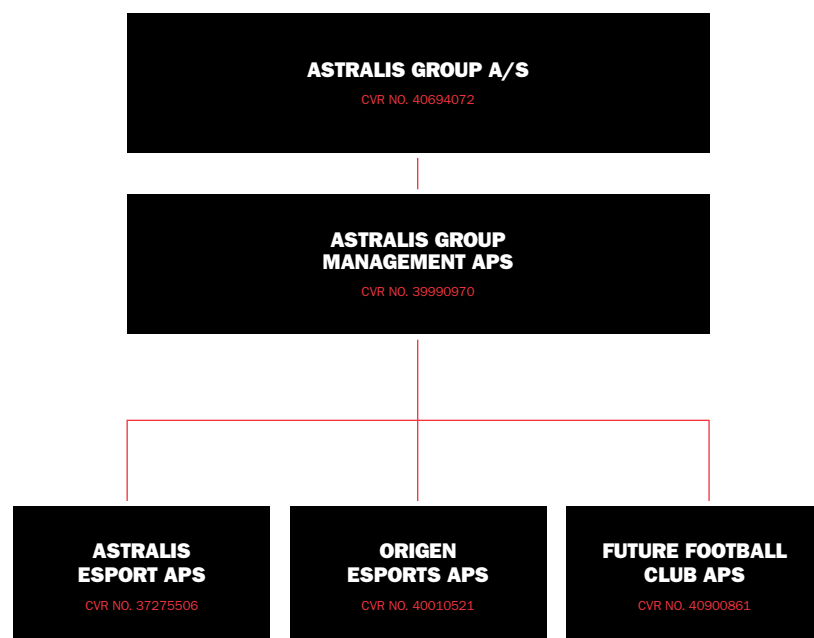 ASTRALIS GROUP A/S
CVR NO. 40694072
ASTRALIS GROUP
MANAGEMENT APS
CVR NO. 39990970
ASTRALIS
ESPORT APS
CVR NO. 37275506
ORIGEN
ESPORTS APS
CVR NO. 40010521
FUTURE FOOTBALL
CLUB APS
CVR NO. 40900861